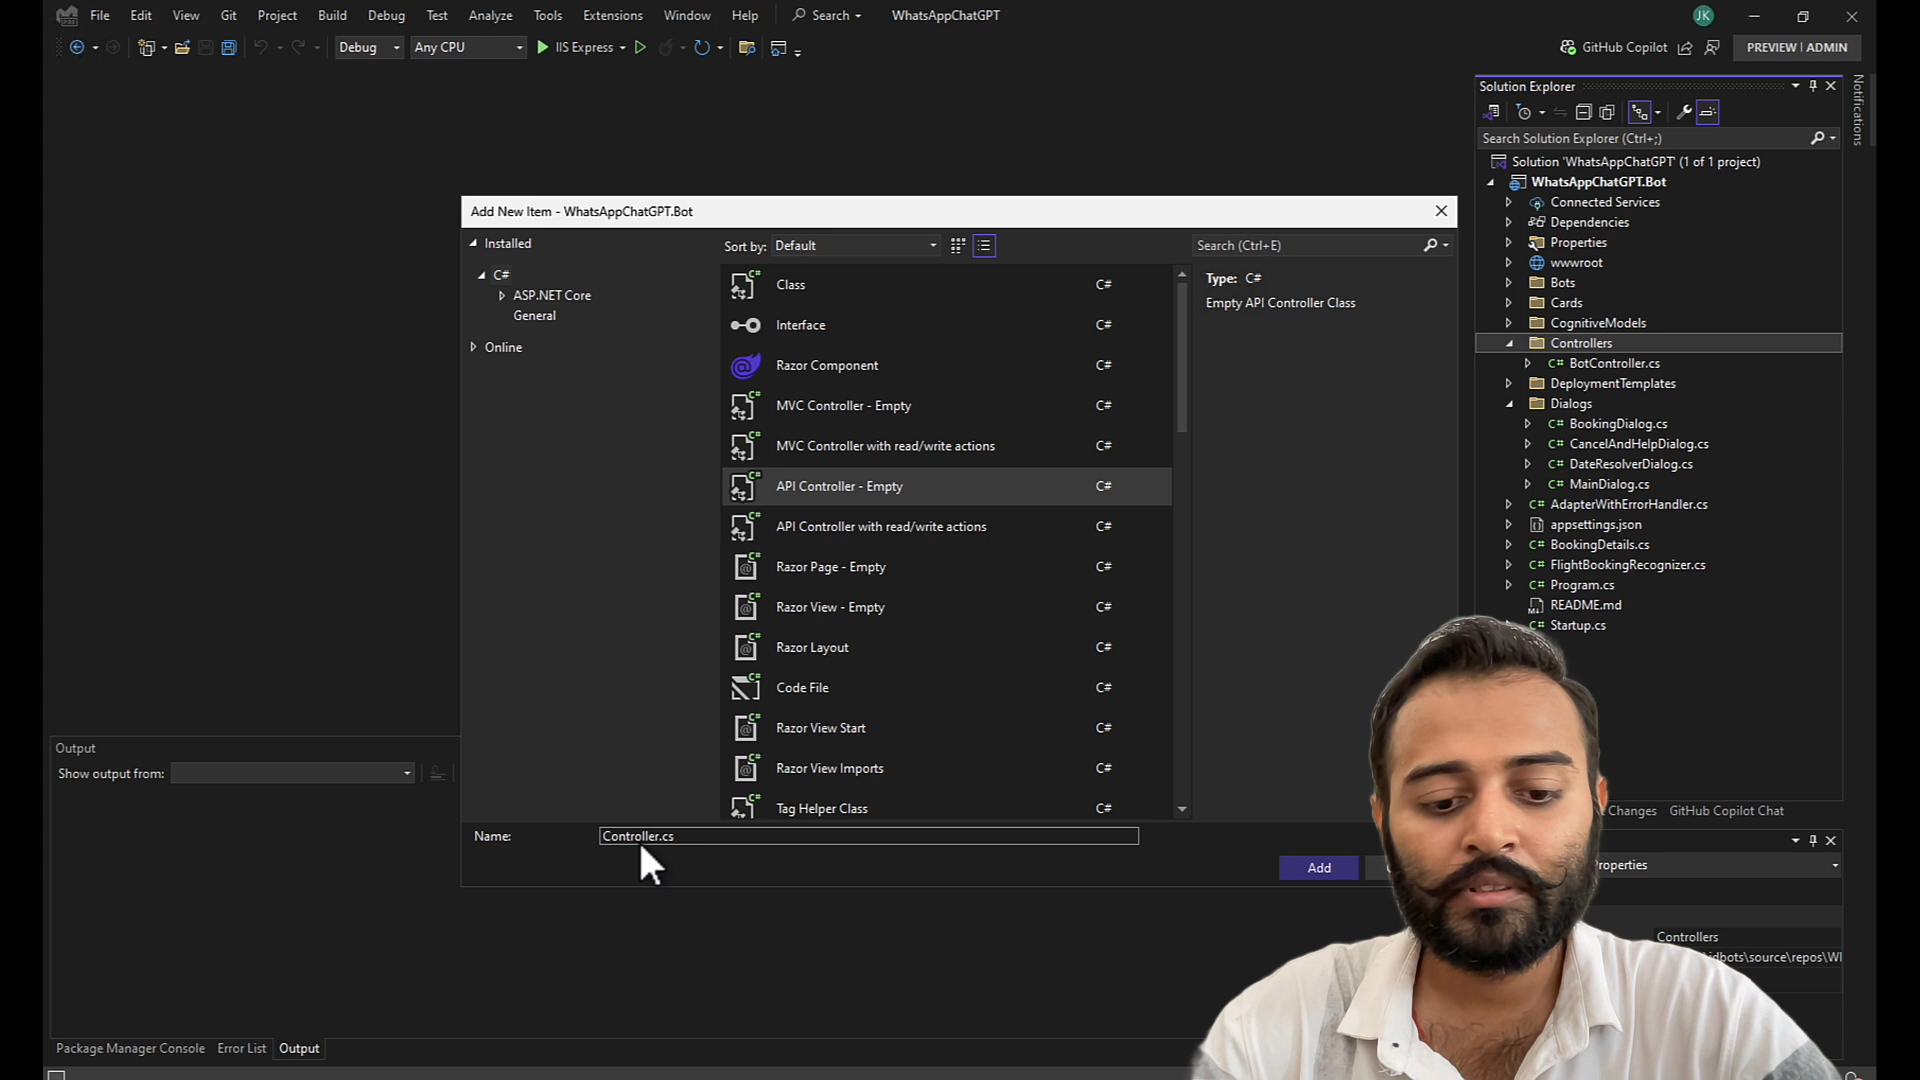 File Edit View Git Project Build Debug Test Analyze Tools Extensions Window Help Search WhatsAppChatGPT JK
Debug Any CPU IIS Express GitHub Copilot PREVIEW | ADMIN
Solution Explorer
Search Solution Explorer (Ctrl+;)
Solution 'WhatsAppChatGPT' (1 of 1 project)
WhatsAppChatGPT.Bot
Connected Services
Dependencies
Properties
wwwroot
Bots
Cards
CognitiveModels
Controllers
C# BotController.cs
DeploymentTemplates
Dialogs
C# BookingDialog.cs
C# CancelAndHelpDialog.cs
C# DateResolverDialog.cs
C# MainDialog.cs
C# AdapterWithErrorHandler.cs
appsettings.json
C# BookingDetails.cs
C# FlightBookingRecognizer.cs
C# Program.cs
README.md
C# Startup.cs
Notifications
Add New Item - WhatsAppChatGPT.Bot
Installed
C#
ASP.NET Core
General
Online
Sort by: Default
Search (Ctrl+E)
Class C#
Interface C#
Razor Component C#
MVC Controller - Empty C#
MVC Controller with read/write actions C#
API Controller - Empty C#
API Controller with read/write actions C#
Razor Page - Empty C#
Razor View - Empty C#
Razor Layout C#
Code File C#
Razor View Start C#
Razor View Imports C#
Tag Helper Class C#
Type: C#
Empty API Controller Class
Name: Controller.cs
Add
Output
Show output from:
Changes GitHub Copilot Chat
Properties
Controllers
idbots\source\repos\WI
Package Manager Console Error List Output